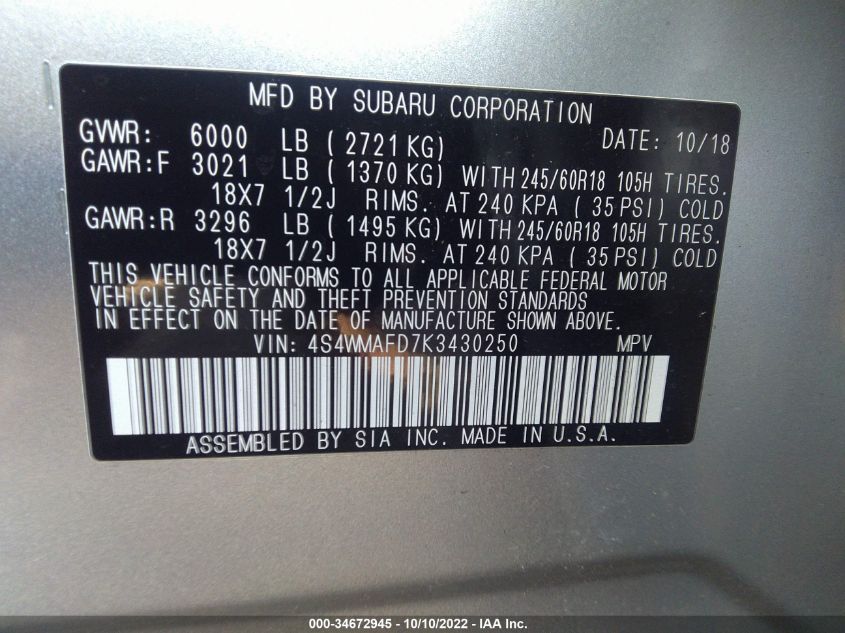 MFD BY SUBARU CORPORATION
GVWR: 6000 LB ( 2721 KG) DATE: 10/18
GAWR:F 3021 LB ( 1370 KG) WITH 245/60R18 105H TIRES.
18X7 1/2J RIMS. AT 240 KPA ( 35 PSI) COLD
GAWR:R 3296 LB ( 1495 KG) WITH 245/60R18 105H TIRES.
18X7 1/2J RIMS. AT 240 KPA ( 35 PSI) COLD
THIS VEHICLE CONFORMS TO ALL APPLICABLE FEDERAL MOTOR
VEHICLE SAFETY AND THEFT PREVENTION STANDARDS
IN EFFECT ON THE DATE OF MANUFACTURE SHOWN ABOVE.
VIN: 4S4WMAFD7K3430250 MPV
ASSEMBLED BY SIA INC. MADE IN U.S.A.
000-34672945 - 10/10/2022 - IAA Inc.